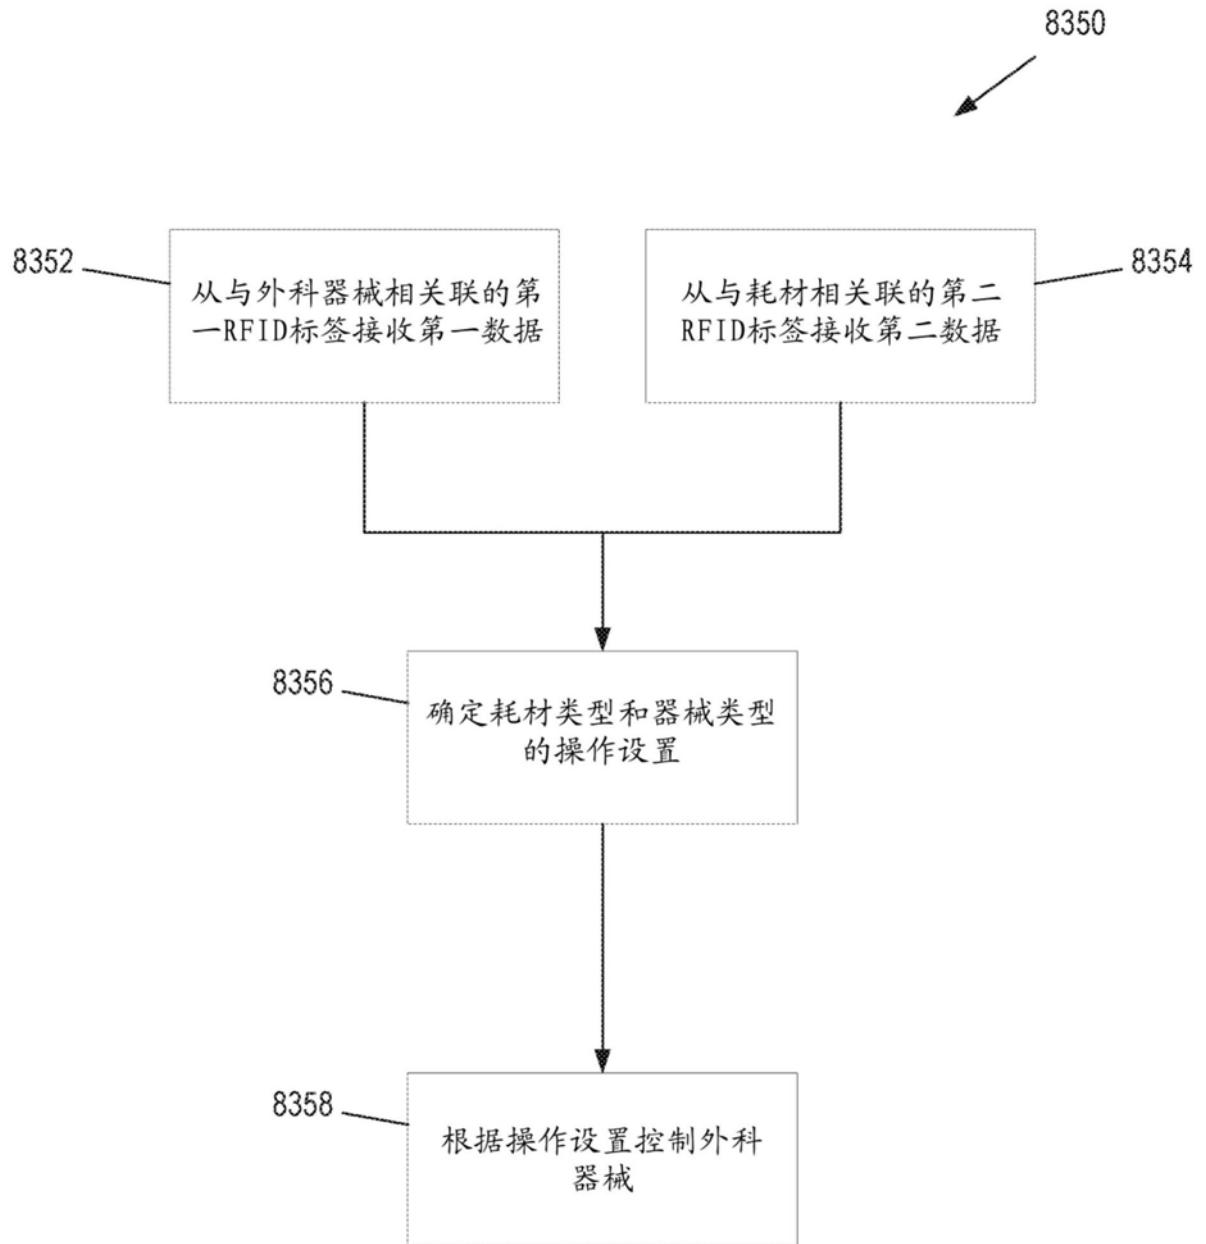 8350
8352
从与外科器械相关联的第
一RFID标签接收第一数据
从与耗材相关联的第二
RFID标签接收第二数据
8354
8356
确定耗材类型和器械类型
的操作设置
8358
根据操作设置控制外科
器械